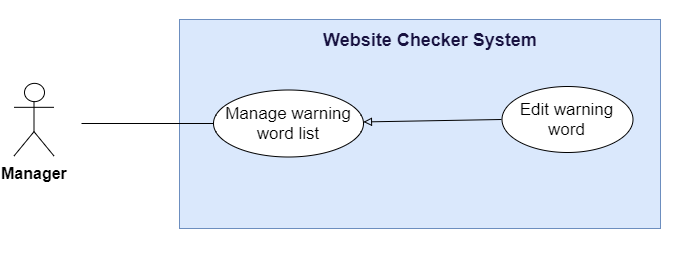 Website Checker System
Manage warning
word list
Edit warning
word
Manager